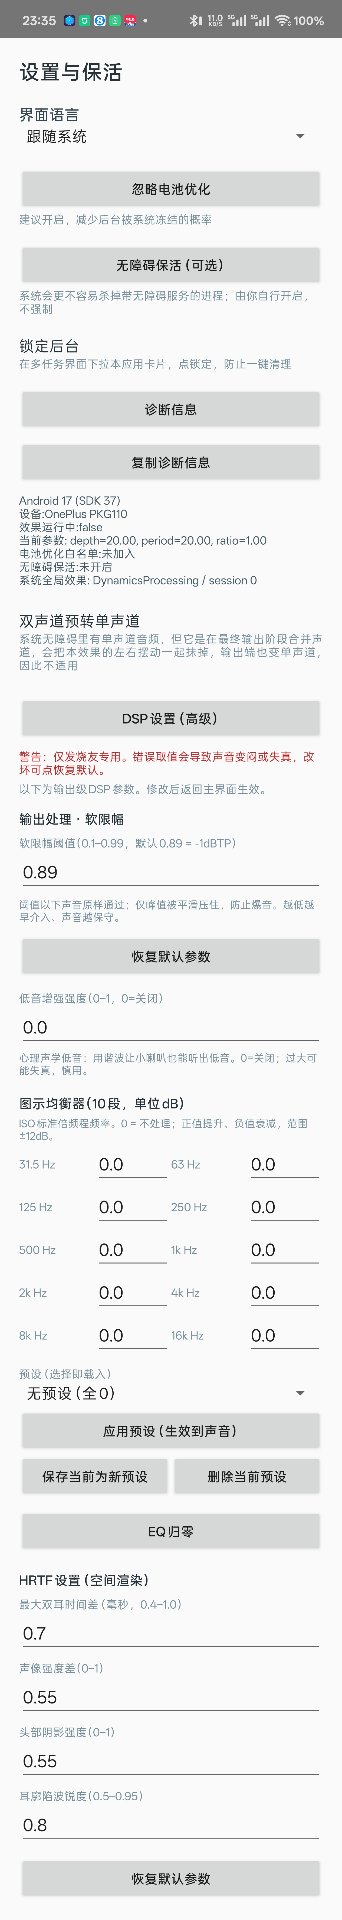 23:35
11.0 KB/S 5G 5G 100%
设置与保活
界面语言
跟随系统
忽略电池优化
建议开启，减少后台被系统冻结的概率
无障碍保活（可选）
系统会更不容易杀掉带无障碍服务的进程；由你自行开启，
不强制
锁定后台
在多任务界面下拉本应用卡片，点锁定，防止一键清理
诊断信息
复制诊断信息
Android 17 (SDK 37)
设备:OnePlus PKG110
效果运行中:false
当前参数: depth=20.00, period=20.00, ratio=1.00
电池优化白名单:未加入
无障碍保活:未开启
系统全局效果: DynamicsProcessing / session 0
双声道预转单声道
系统无障碍里有单声道音频，但它是在最终输出阶段合并声
道，会把本效果的左右摆动一起抹掉，输出端也变单声道，
因此不适用
DSP 设置（高级）
警告：仅发烧友专用。错误取值会导致声音变闷或失真，改
坏可点恢复默认。
以下为输出级 DSP 参数。修改后返回主界面生效。
输出处理 · 软限幅
软限幅阈值（0.1–0.99，默认 0.89 = -1dBTP）
0.89
阈值以下声音原样通过；仅峰值被平滑压住，防止爆音。越低越
早介入、声音越保守。
恢复默认参数
低音增强强度（0–1，0=关闭）
0.0
心理声学低音：用谐波让小喇叭也能听出低音。0=关闭；过大可
能失真，慎用。
图示均衡器（10 段，单位 dB）
ISO 标准倍频程频率。0 = 不处理；正值提升、负值衰减，范围
±12dB。
31.5 Hz 0.0 63 Hz 0.0
125 Hz 0.0 250 Hz 0.0
500 Hz 0.0 1k Hz 0.0
2k Hz 0.0 4k Hz 0.0
8k Hz 0.0 16k Hz 0.0
预设（选择即载入）
无预设（全 0）
应用预设（生效到声音）
保存当前为新预设 删除当前预设
EQ 归零
HRTF 设置（空间渲染）
最大双耳时间差（毫秒，0.4–1.0）
0.7
声像强度差（0–1）
0.55
头部阴影强度（0–1）
0.55
耳廓陷波锐度（0.5–0.95）
0.8
恢复默认参数